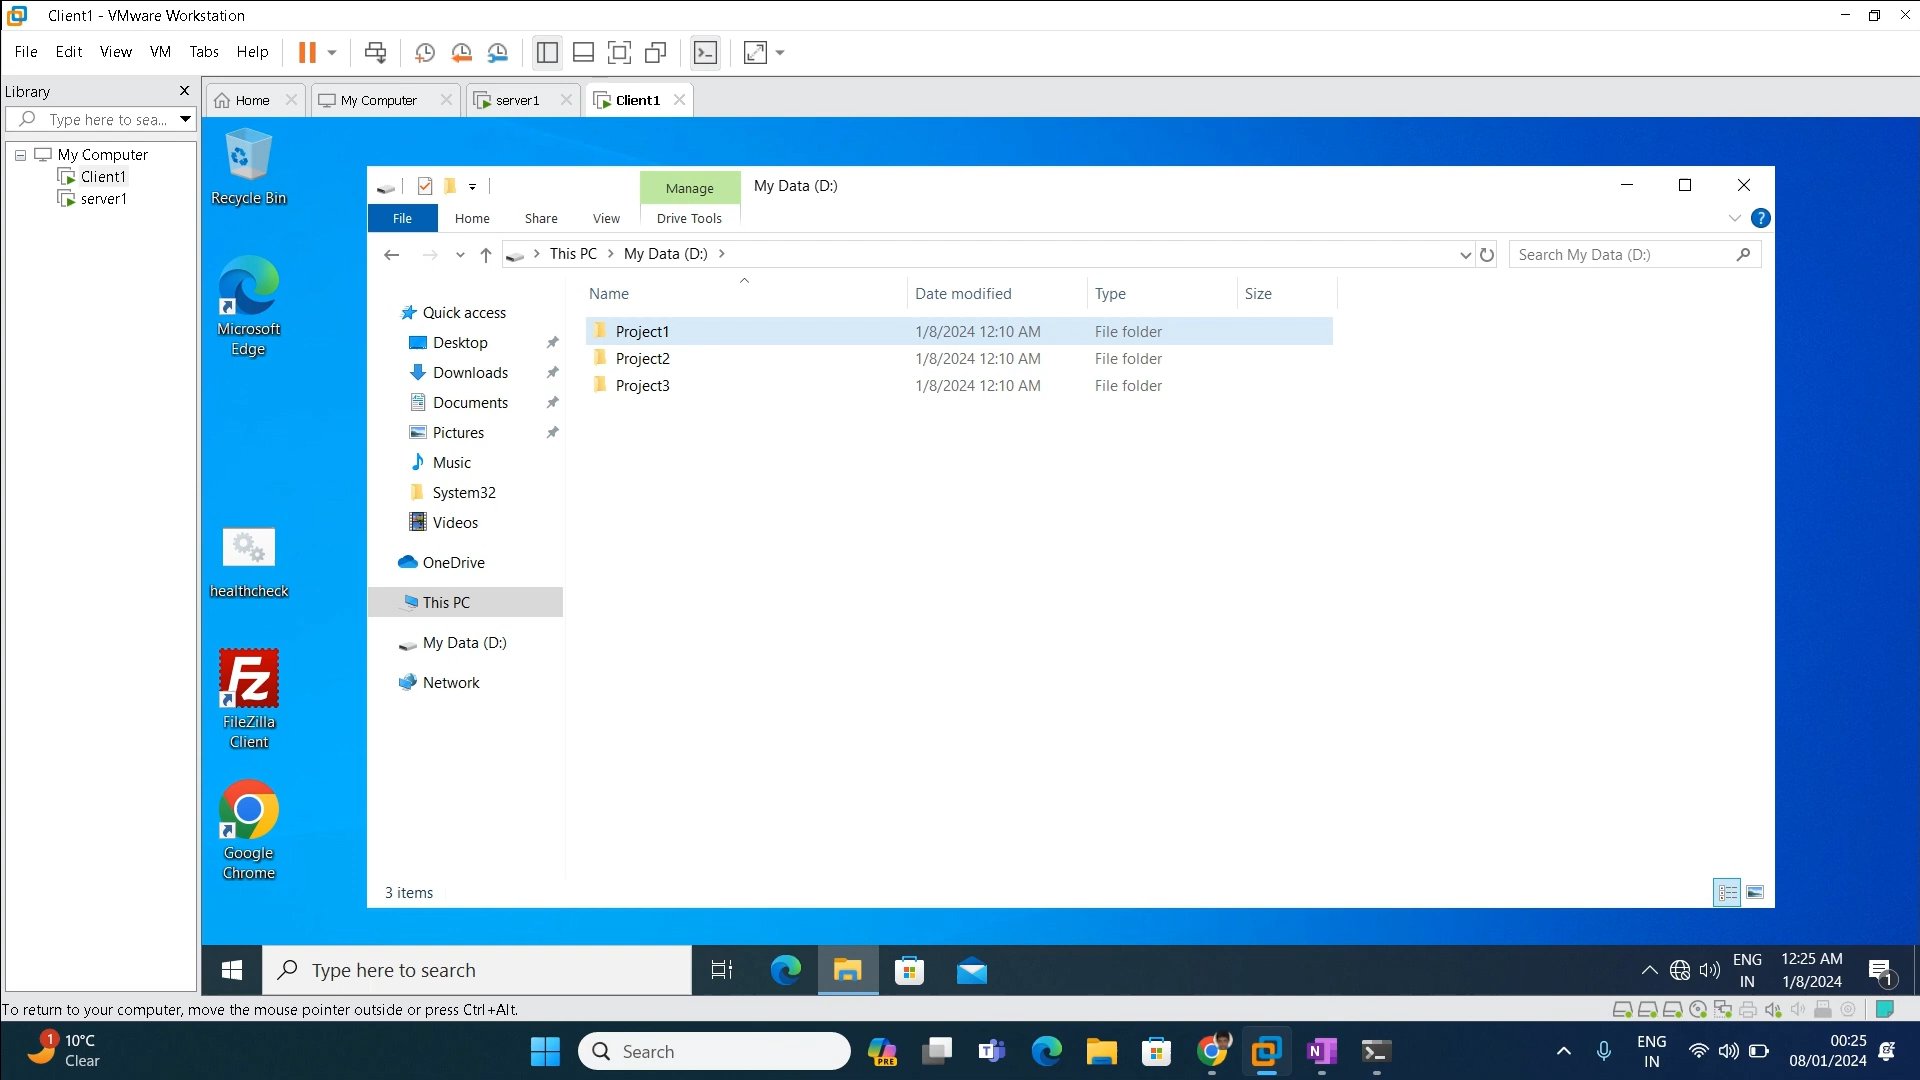 Client1 - VMware Workstation
File Edit View VM Tabs Help
Library
Type here to sea...
My Computer
Client1
server1
Home
My Computer
server1
Client1
Recycle Bin
Microsoft
Edge
healthcheck
FileZilla
Client
Google
Chrome
Manage
My Data (D:)
File Home Share View Drive Tools
This PC
My Data (D:)
Search My Data (D:)
Quick access
Desktop
Downloads
Documents
Pictures
Music
System32
Videos
OneDrive
This PC
My Data (D:)
Network
Name Date modified Type Size
Project1 1/8/2024 12:10 AM File folder
Project2 1/8/2024 12:10 AM File folder
Project3 1/8/2024 12:10 AM File folder
3 items
Type here to search
ENG
IN
12:25 AM
1/8/2024
1
To return to your computer, move the mouse pointer outside or press Ctrl+Alt.
1
10°C
Clear
Search
PRE
ENG
IN
00:25
08/01/2024